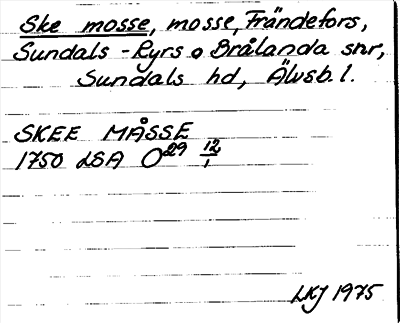 Ske mosse, mosse, Frändefors,
Sundals-Ryrs o Brålanda snr,
Sundals hd, Älvsb. l.
SKEE MÅSSE
1750 LSA O29 12/1
LKJ 1975